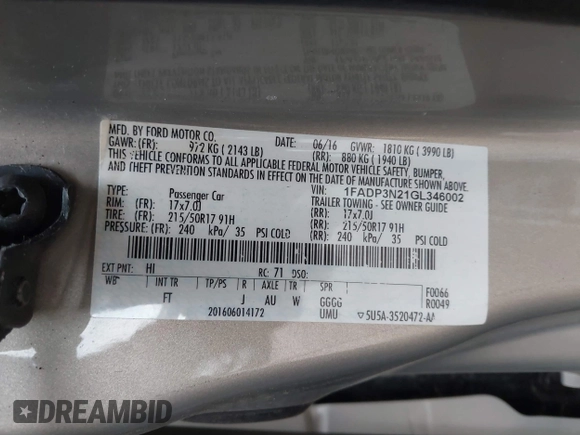 MFD. BY FORD MOTOR CO. 06/16 GVWR: 1810 KG ( 3990 LB)
GAWR: (FR): 972 KG ( 2143 LB) (RR): 880 KG ( 1940 LB)
THIS VEHICLE CONFORMS TO ALL APPLICABLE FEDERAL MOTOR VEHICLE SAFETY, BUMPER,
AND THEFT PREVENTION STANDARDS IN EFFECT ON THE DATE OF MANUFACTURE SHOWN ABOVE.
VIN: 1FADP3N21GL346002
TYPE: Passenger Car TRAILER TOWING - SEE OWNER GUIDE
RIM: (FR): 17x7.0J (RR): 17x7.0J
TIRE: (FR): 215/50R17 91H (RR): 215/50R17 91H
PRESSURE: (FR): 240 kPa/ 35 PSI COLD (RR): 240 kPa/ 35 PSI COLD
EXT PNT: HI RC: 71 DSO:
WB INT TR TP/PS R AXLE TR SPR F0066
FT J AU W GGGG R0049
201606014172 UMU 5U5A-3520472-AA
DREAMBID